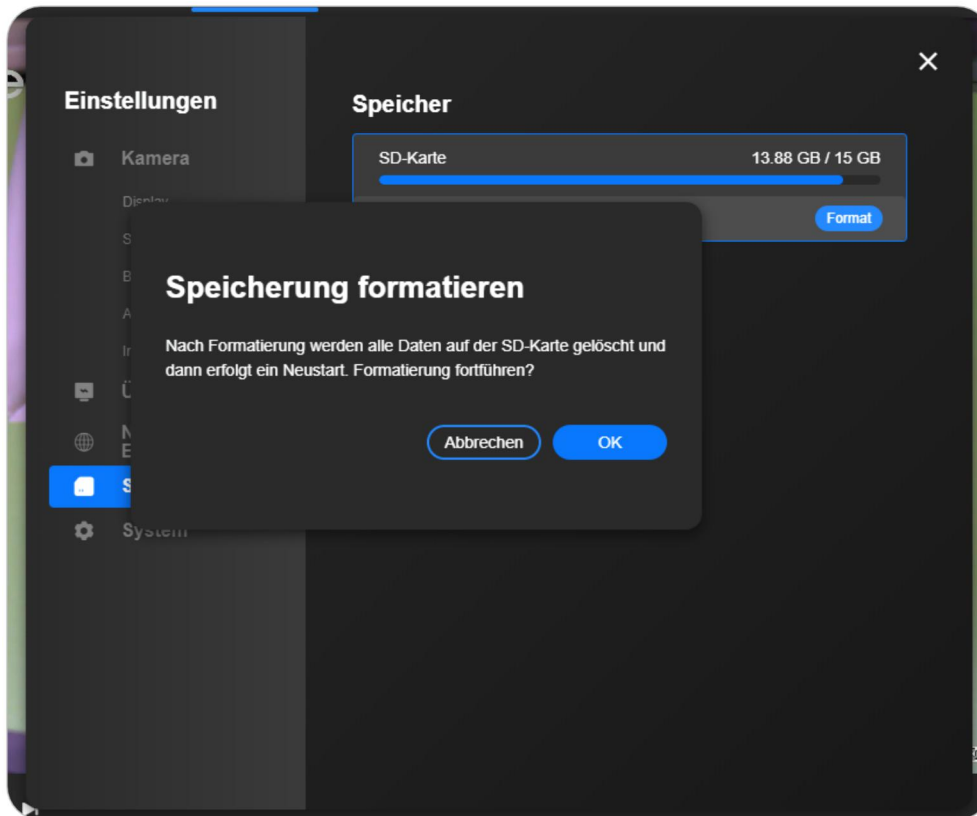 Einstellungen
Kamera
Display
System
Speicher
SD-Karte
13.88 GB / 15 GB
Format
Speicherung formatieren
Nach Formatierung werden alle Daten auf der SD-Karte gelöscht und
dann erfolgt ein Neustart. Formatierung fortführen?
Abbrechen
OK